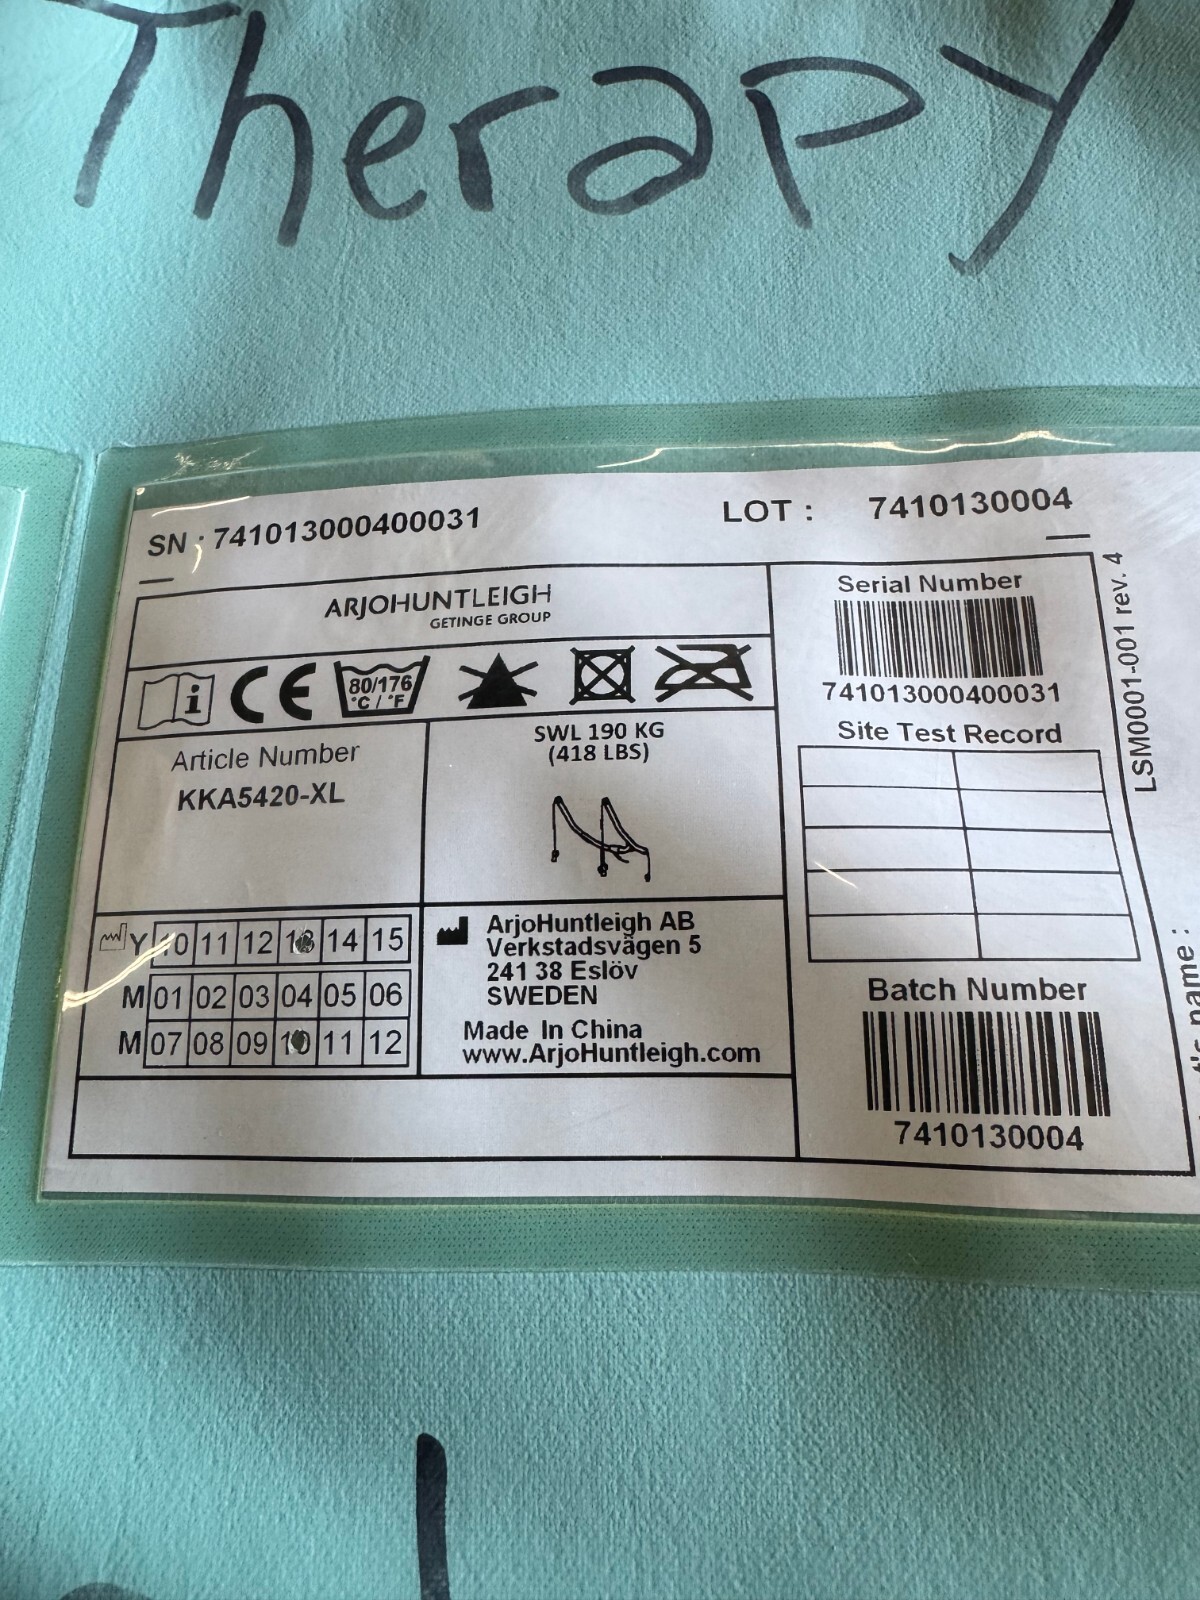 Therapy
SN : 741013000400031
LOT : 7410130004
ARJOHUNTLEIGH
GETINGE GROUP
i
CE
80/176
°C / °F
Article Number
KKA5420-XL
SWL 190 KG
(418 LBS)
Y 10 11 12 13 14 15
M 01 02 03 04 05 06
M 07 08 09 10 11 12
ArjoHuntleigh AB
Verkstadsvägen 5
241 38 Eslöv
SWEDEN
Made In China
www.ArjoHuntleigh.com
Serial Number
741013000400031
Site Test Record
Batch Number
7410130004
LSM0001-001 rev. 4
name :